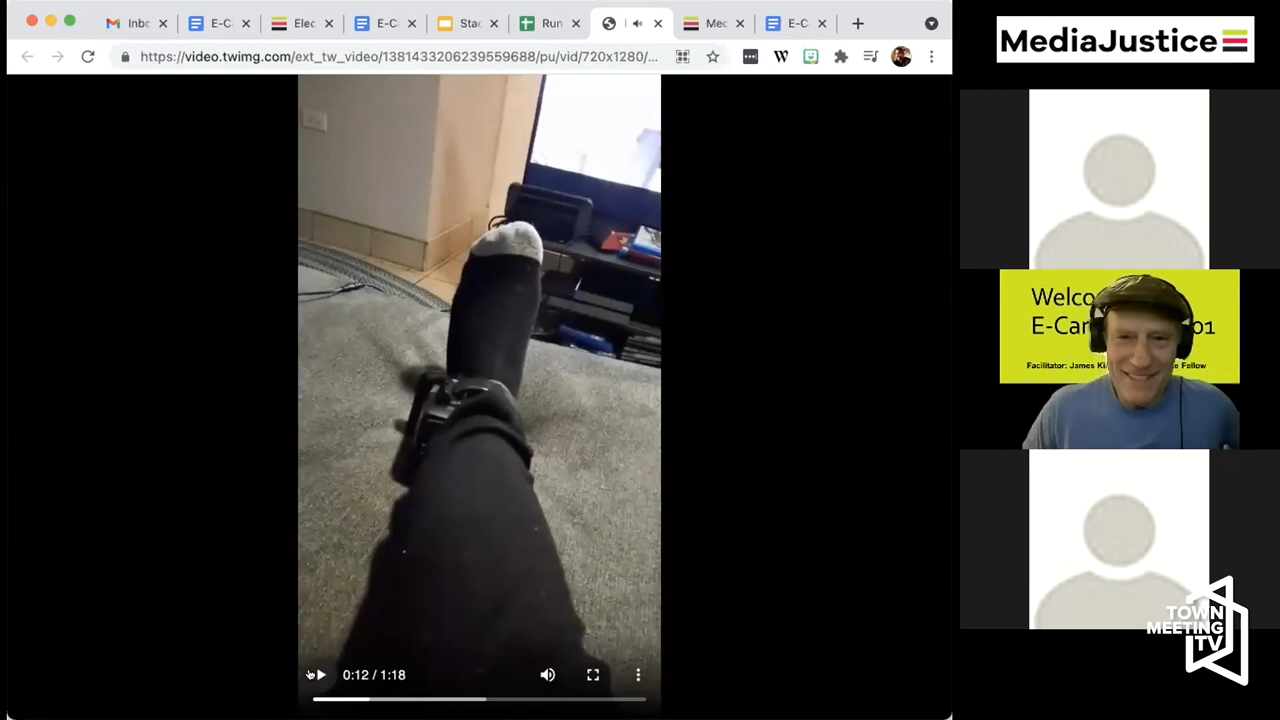 Inbo
E-C
Elec
E-C
Stac
Run
Mec
E-C
https://video.twimg.com/ext_tw_video/1381433206239559688/pu/vid/720x1280/...
W
0:12 / 1:18
MediaJustice
Welco
E-Car
01
Facilitator: James Ki
e Fellow
TOWN
MEETING
TV